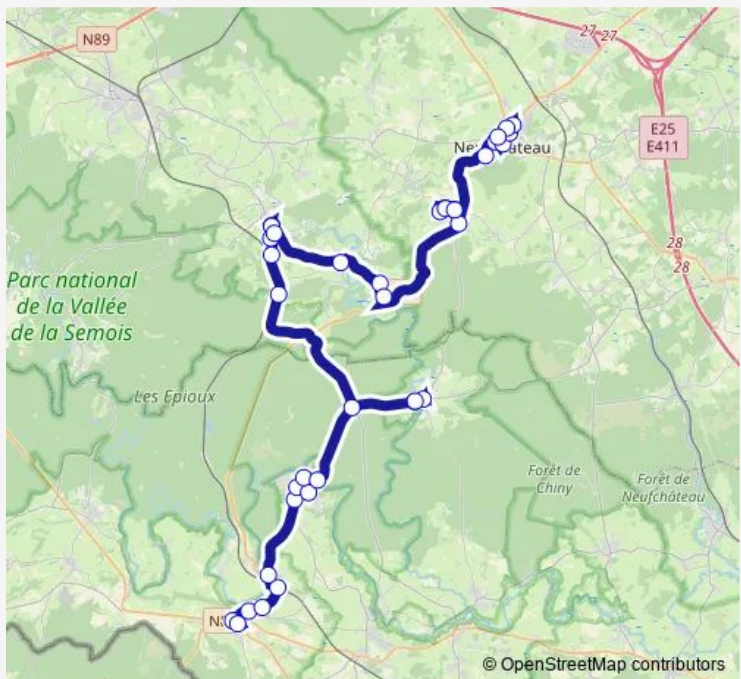 N89
27
27
E25
E411
28
28
Parc national
de la Vallée
de la Semois
Les Epioux
Forêt de
Chiny
Forêt de
Neufchâteau
© OpenStreetMap contributors